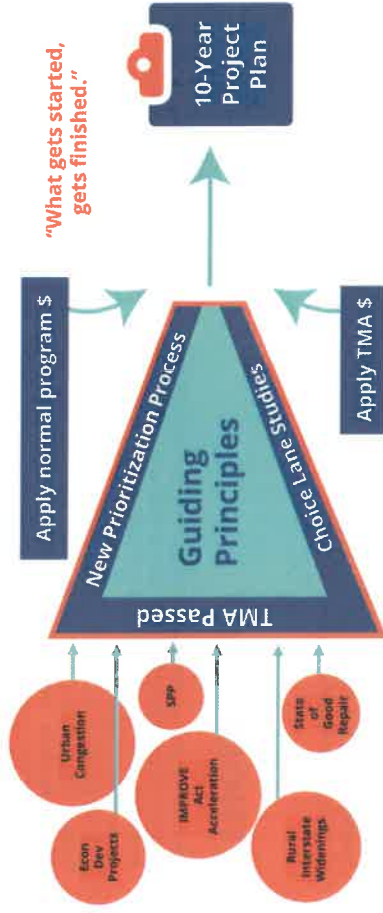 Urban
Congestion
Econ
Dev
Projects
SPP
IMPROVE
Act
Acceleration
State
of
Good
Repair
Rural
Interstate
Widenings
TMA Passed
New Prioritization Process
Guiding
Principles
Choice Lane Studies
Apply normal program $
Apply TMA $
"What gets started,
gets finished."
10-Year
Project
Plan